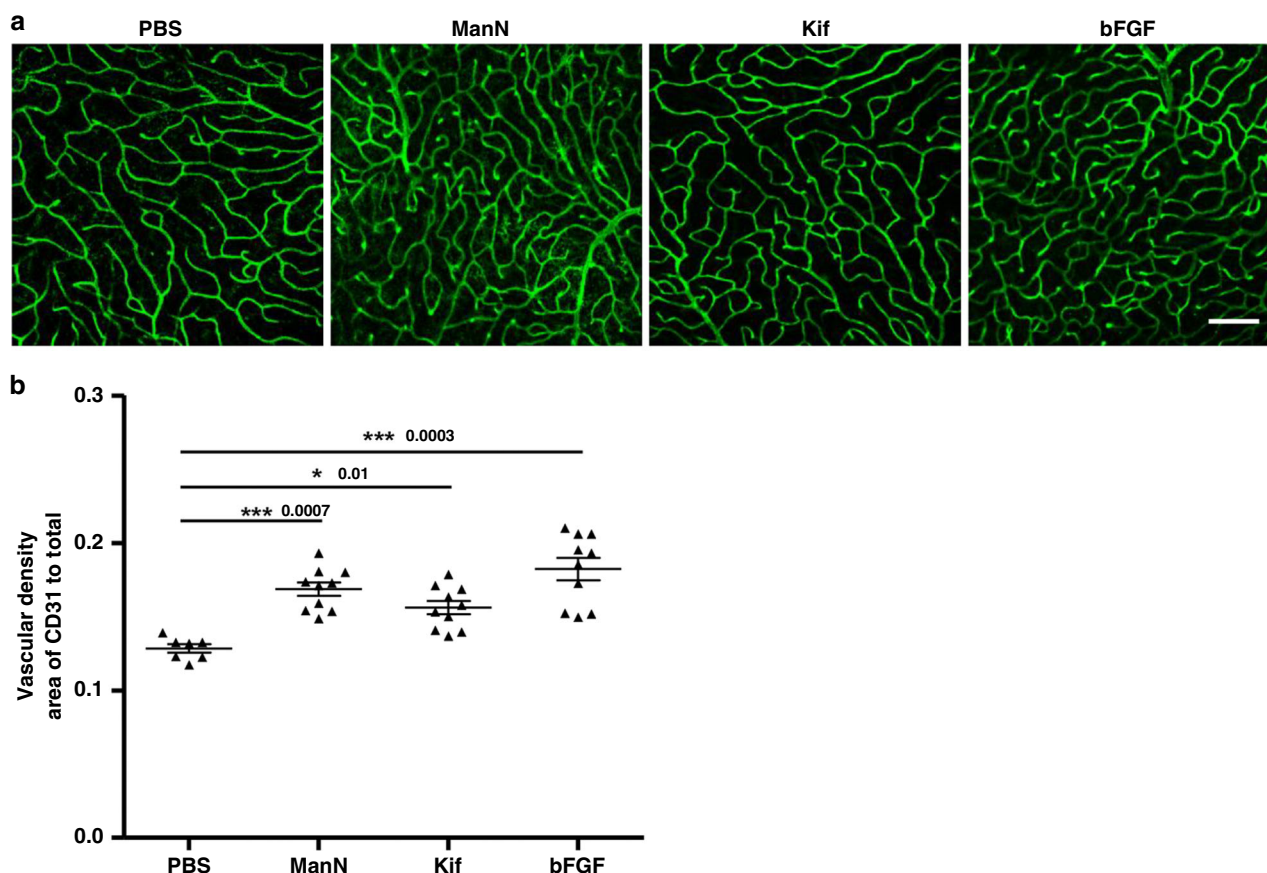 a
PBS ManN Kif bFGF
b
0.3
*** 0.0003
* 0.01
*** 0.0007
0.2
Vascular density
area of CD31 to total
0.1
0.0
PBS ManN Kif bFGF